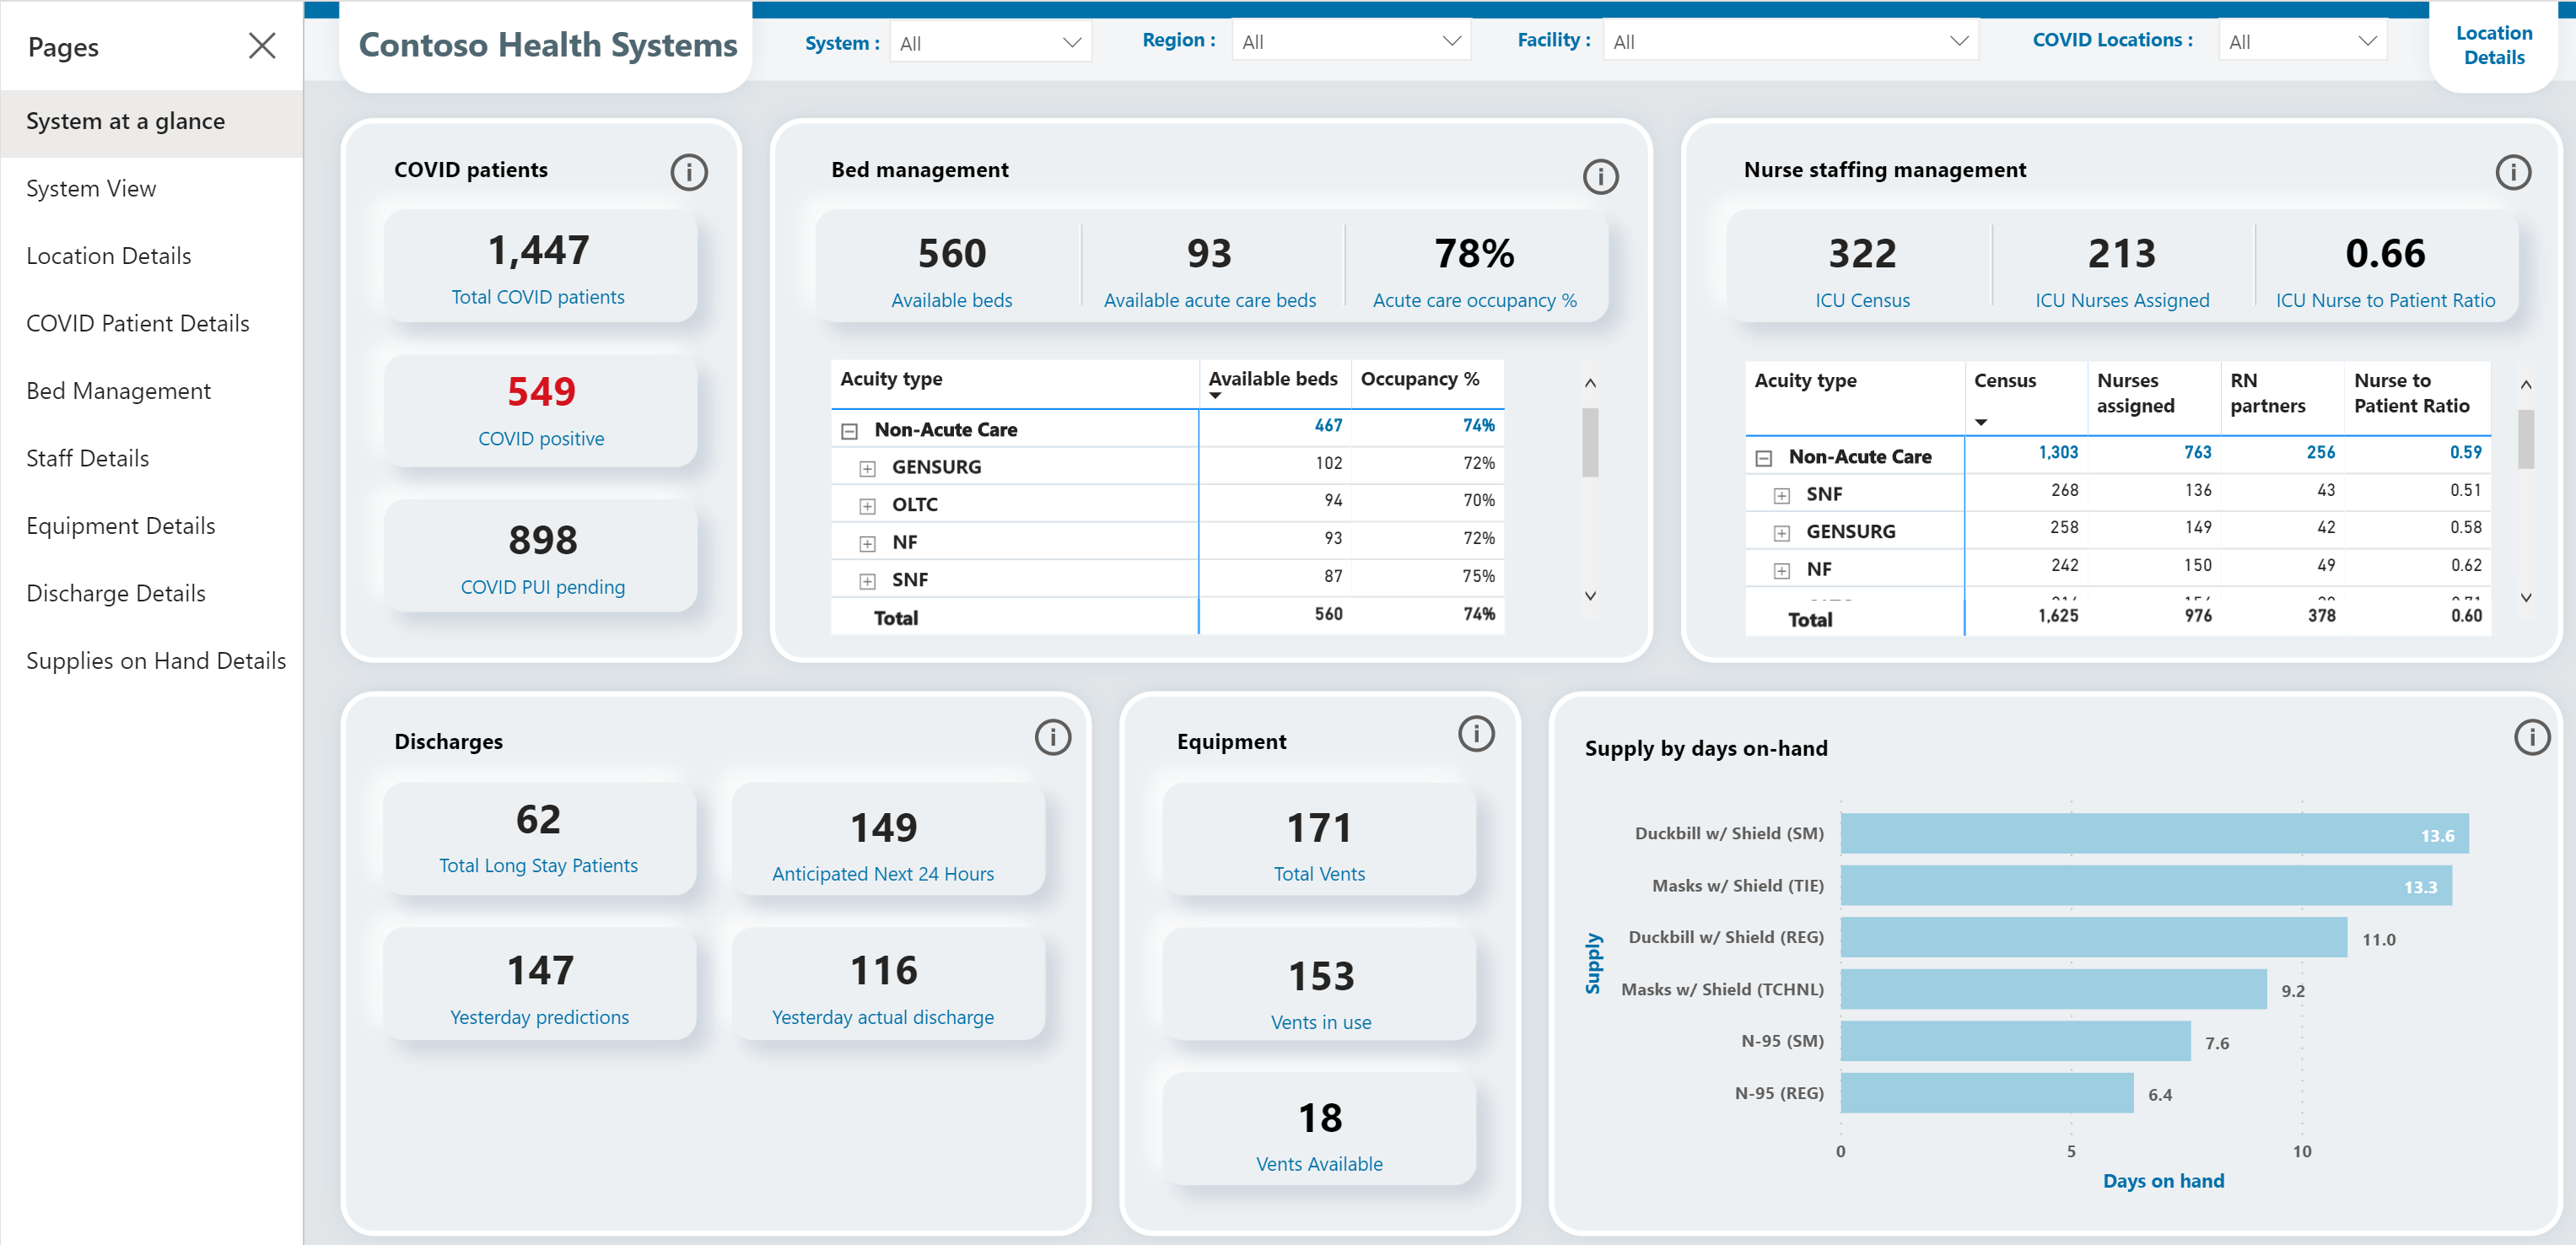 Pages
System at a glance
System View
Location Details
COVID Patient Details
Bed Management
Staff Details
Equipment Details
Discharge Details
Supplies on Hand Details
Contoso Health Systems
System : All
Region : All
Facility : All
COVID Locations : All
Location
Details
COVID patients
1,447
Total COVID patients
549
COVID positive
898
COVID PUI pending
Bed management
560 93 78%
Available beds Available acute care beds Acute care occupancy %
Acuity type Available beds Occupancy %
Non-Acute Care 467 74%
GENSURG 102 72%
OLTC 94 70%
NF 93 72%
SNF 87 75%
Total 560 74%
Nurse staffing management
322 213 0.66
ICU Census ICU Nurses Assigned ICU Nurse to Patient Ratio
Acuity type Census Nurses RN Nurse to
assigned partners Patient Ratio
Non-Acute Care 1,303 763 256 0.59
SNF 268 136 43 0.51
GENSURG 258 149 42 0.58
NF 242 150 49 0.62
Total 1,625 976 378 0.60
Discharges
62
Total Long Stay Patients
149
Anticipated Next 24 Hours
147
Yesterday predictions
116
Yesterday actual discharge
Equipment
171
Total Vents
153
Vents in use
18
Vents Available
Supply by days on-hand
Supply
Duckbill w/ Shield (SM) 13.6
Masks w/ Shield (TIE) 13.3
Duckbill w/ Shield (REG) 11.0
Masks w/ Shield (TCHNL) 9.2
N-95 (SM) 7.6
N-95 (REG) 6.4
0 5 10
Days on hand